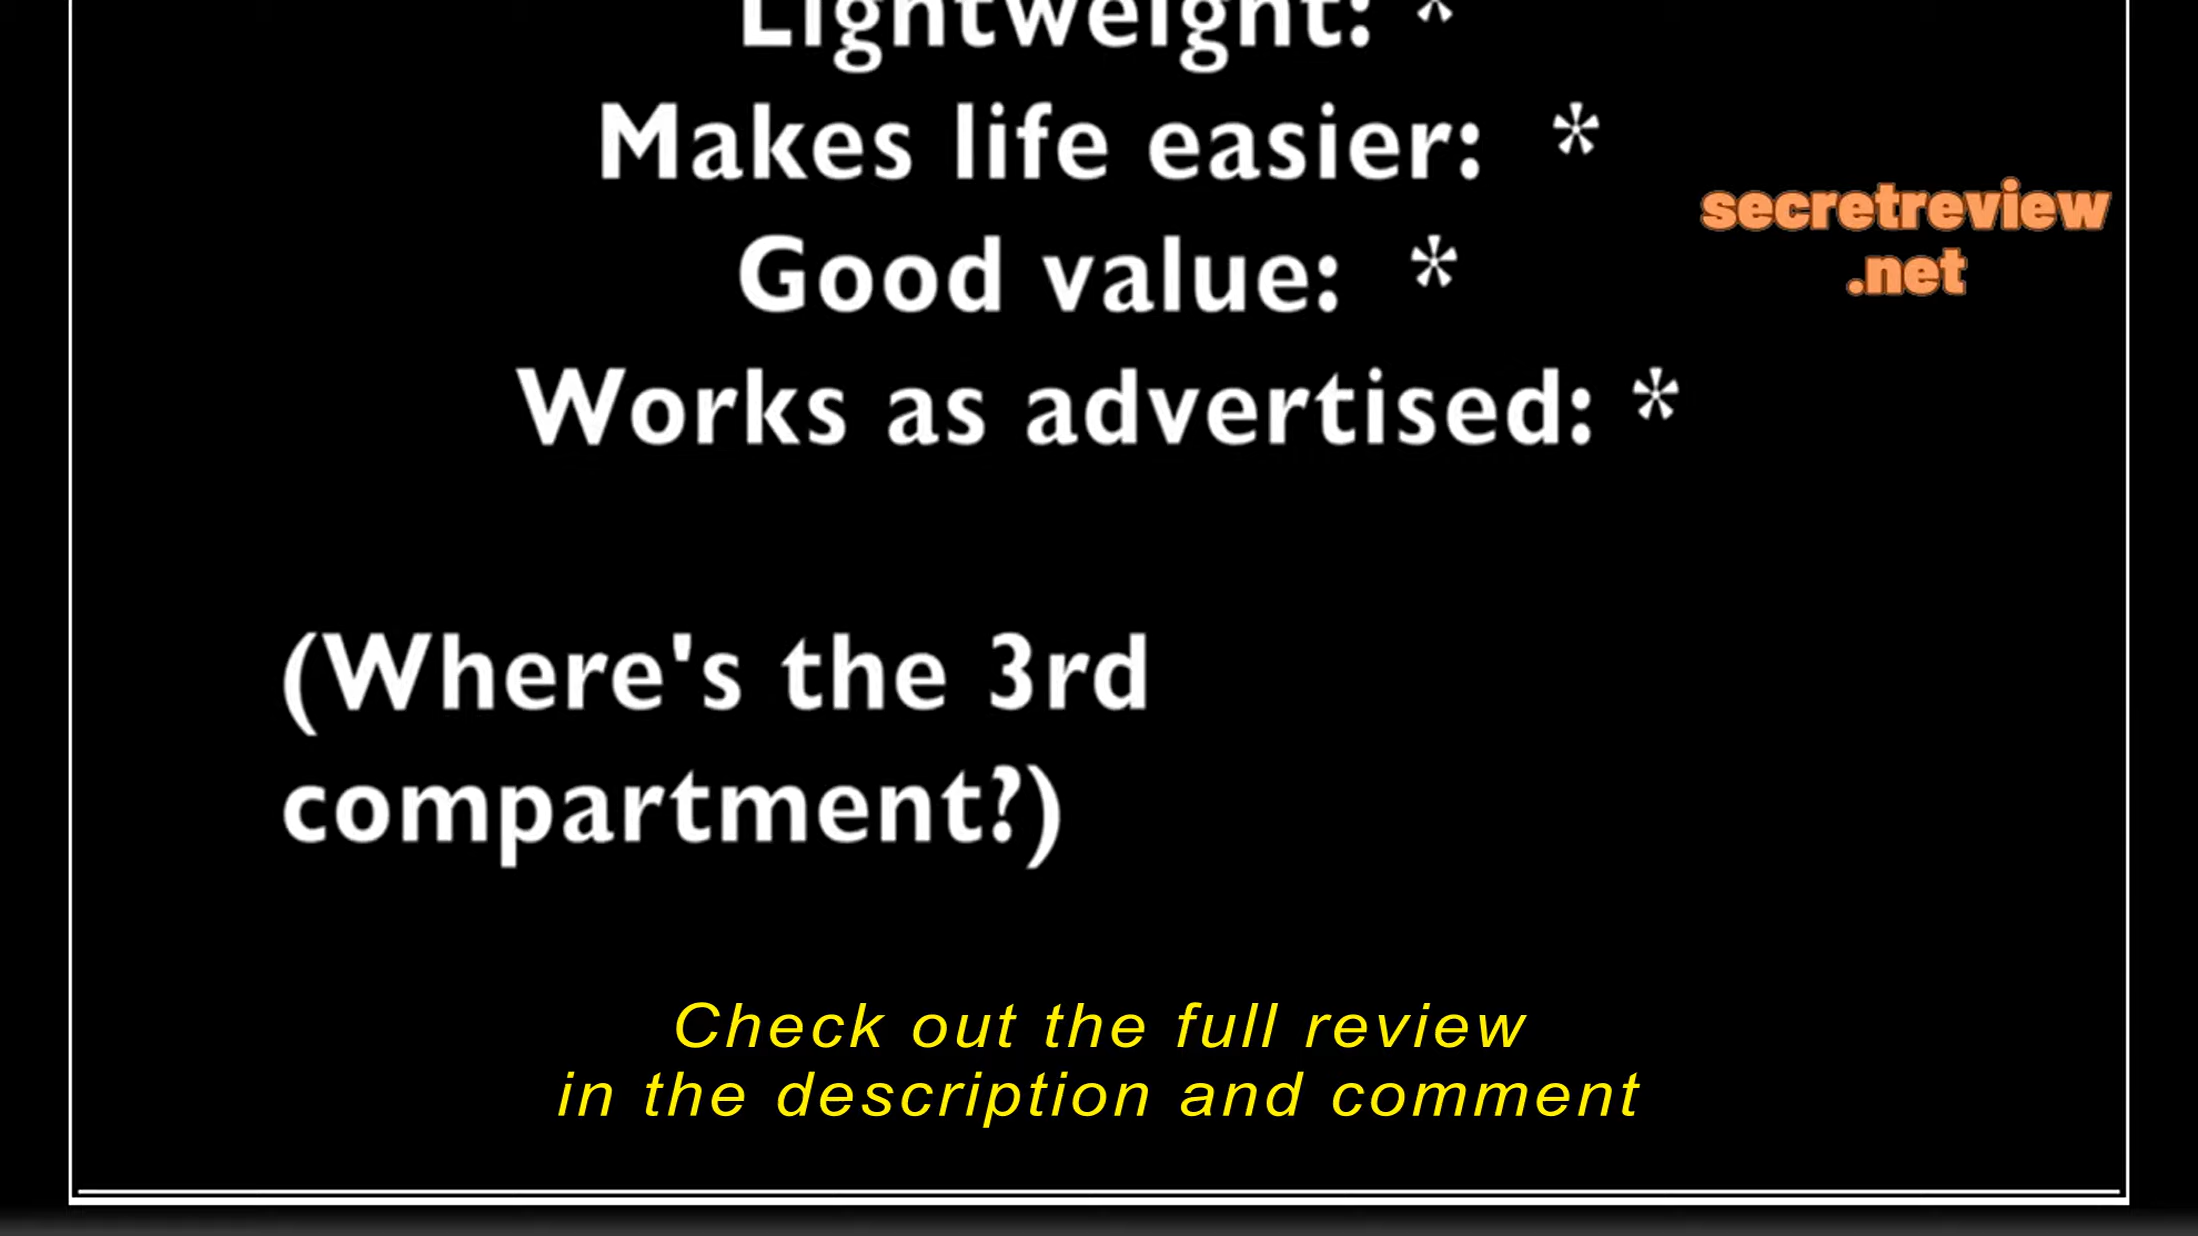 Lightweight: *
Makes life easier: *
secretreview
.net
Good value: *
Works as advertised: *
(Where's the 3rd
compartment?)
Check out the full review
in the description and comment